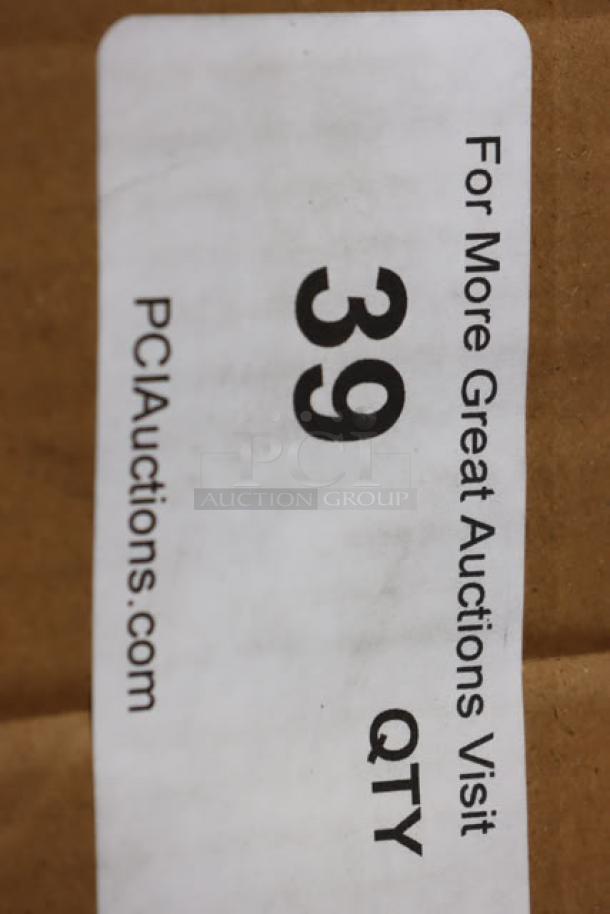 For More Great Auctions Visit
39 QTY
PCIAuctions.com
PCI
AUCTION GROUP